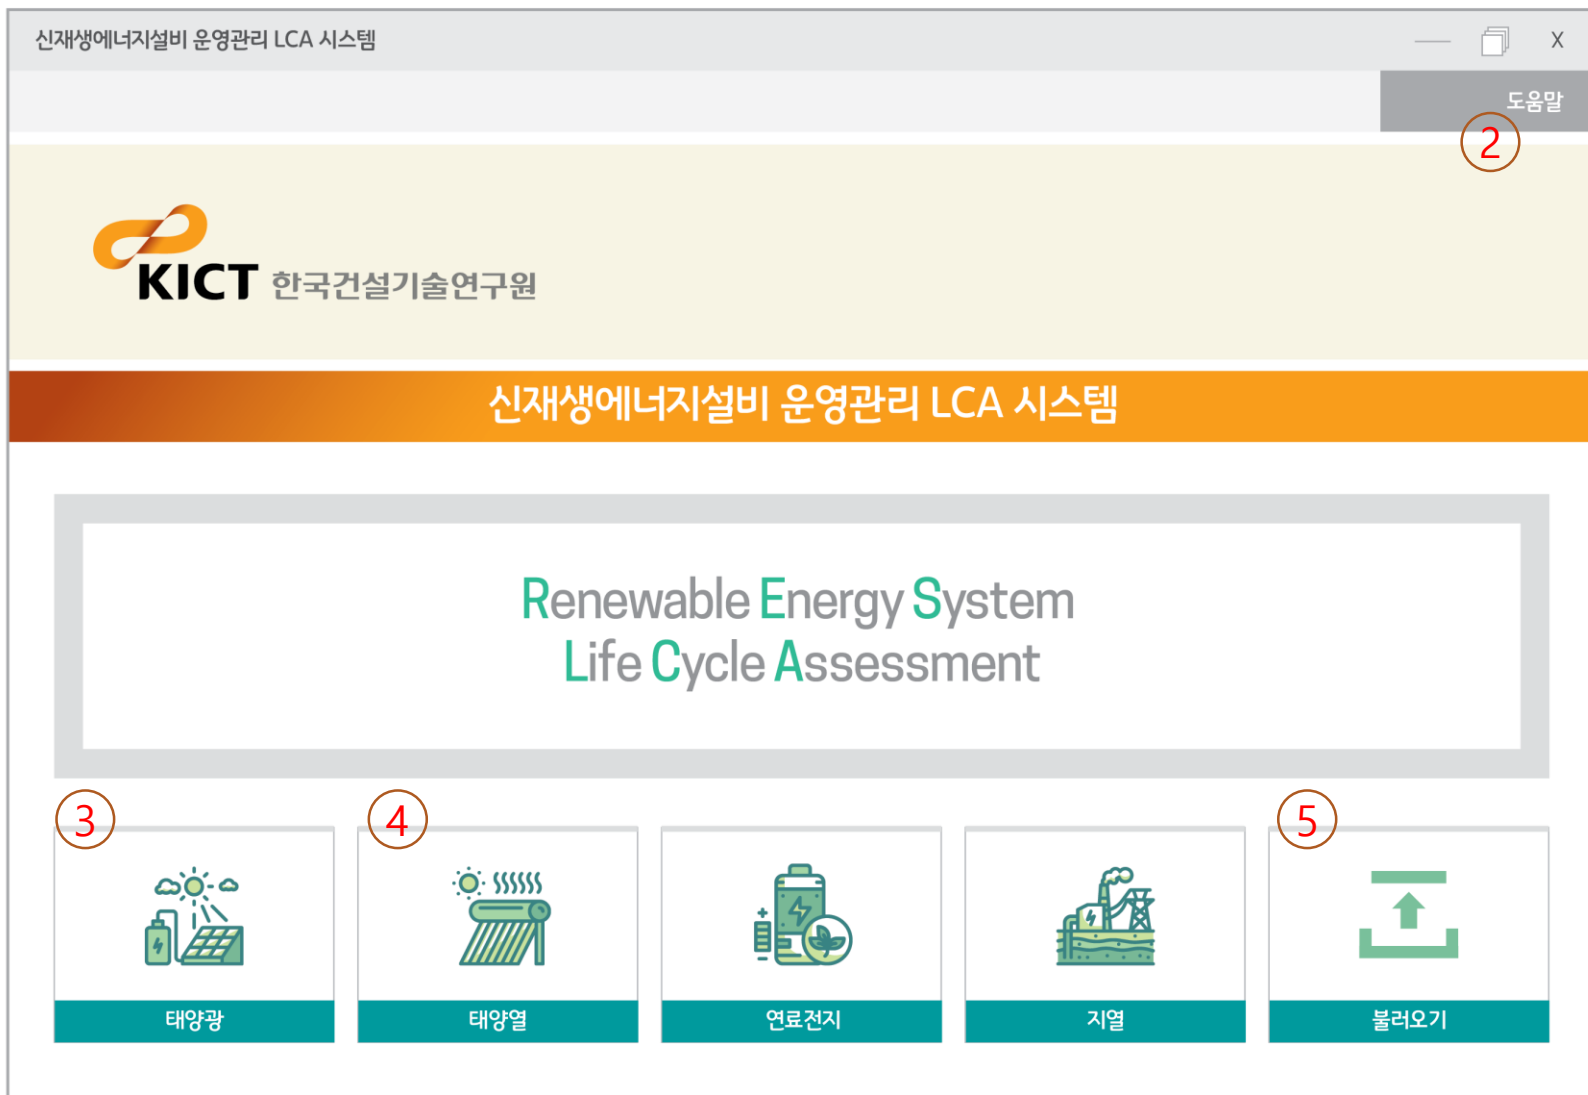 신재생에너지설비 운영관리 LCA 시스템
X
도움말
②
KICT 한국건설기술연구원
신재생에너지설비 운영관리 LCA 시스템
Renewable Energy System
Life Cycle Assessment
③ ④ ⑤
태양광 태양열 연료전지 지열 불러오기